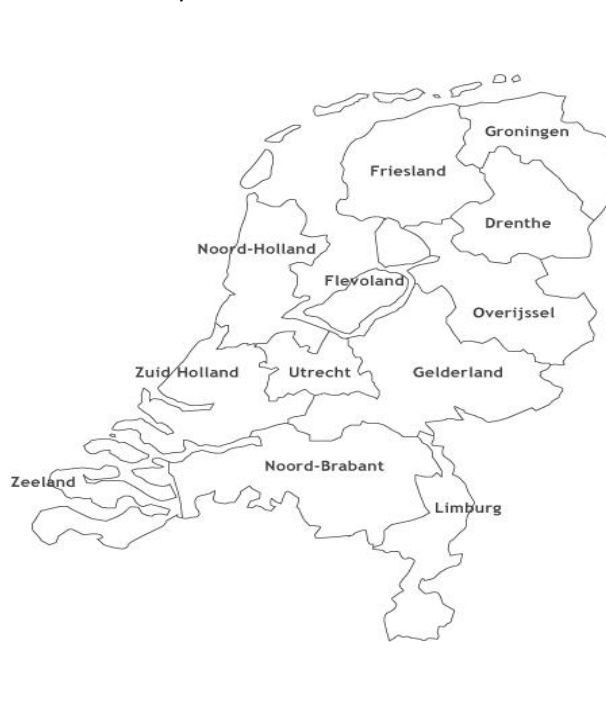 Groningen
Friesland
Drenthe
Noord-Holland
Flevoland
Overijssel
Zuid Holland
Utrecht
Gelderland
Noord-Brabant
Zeeland
Limburg